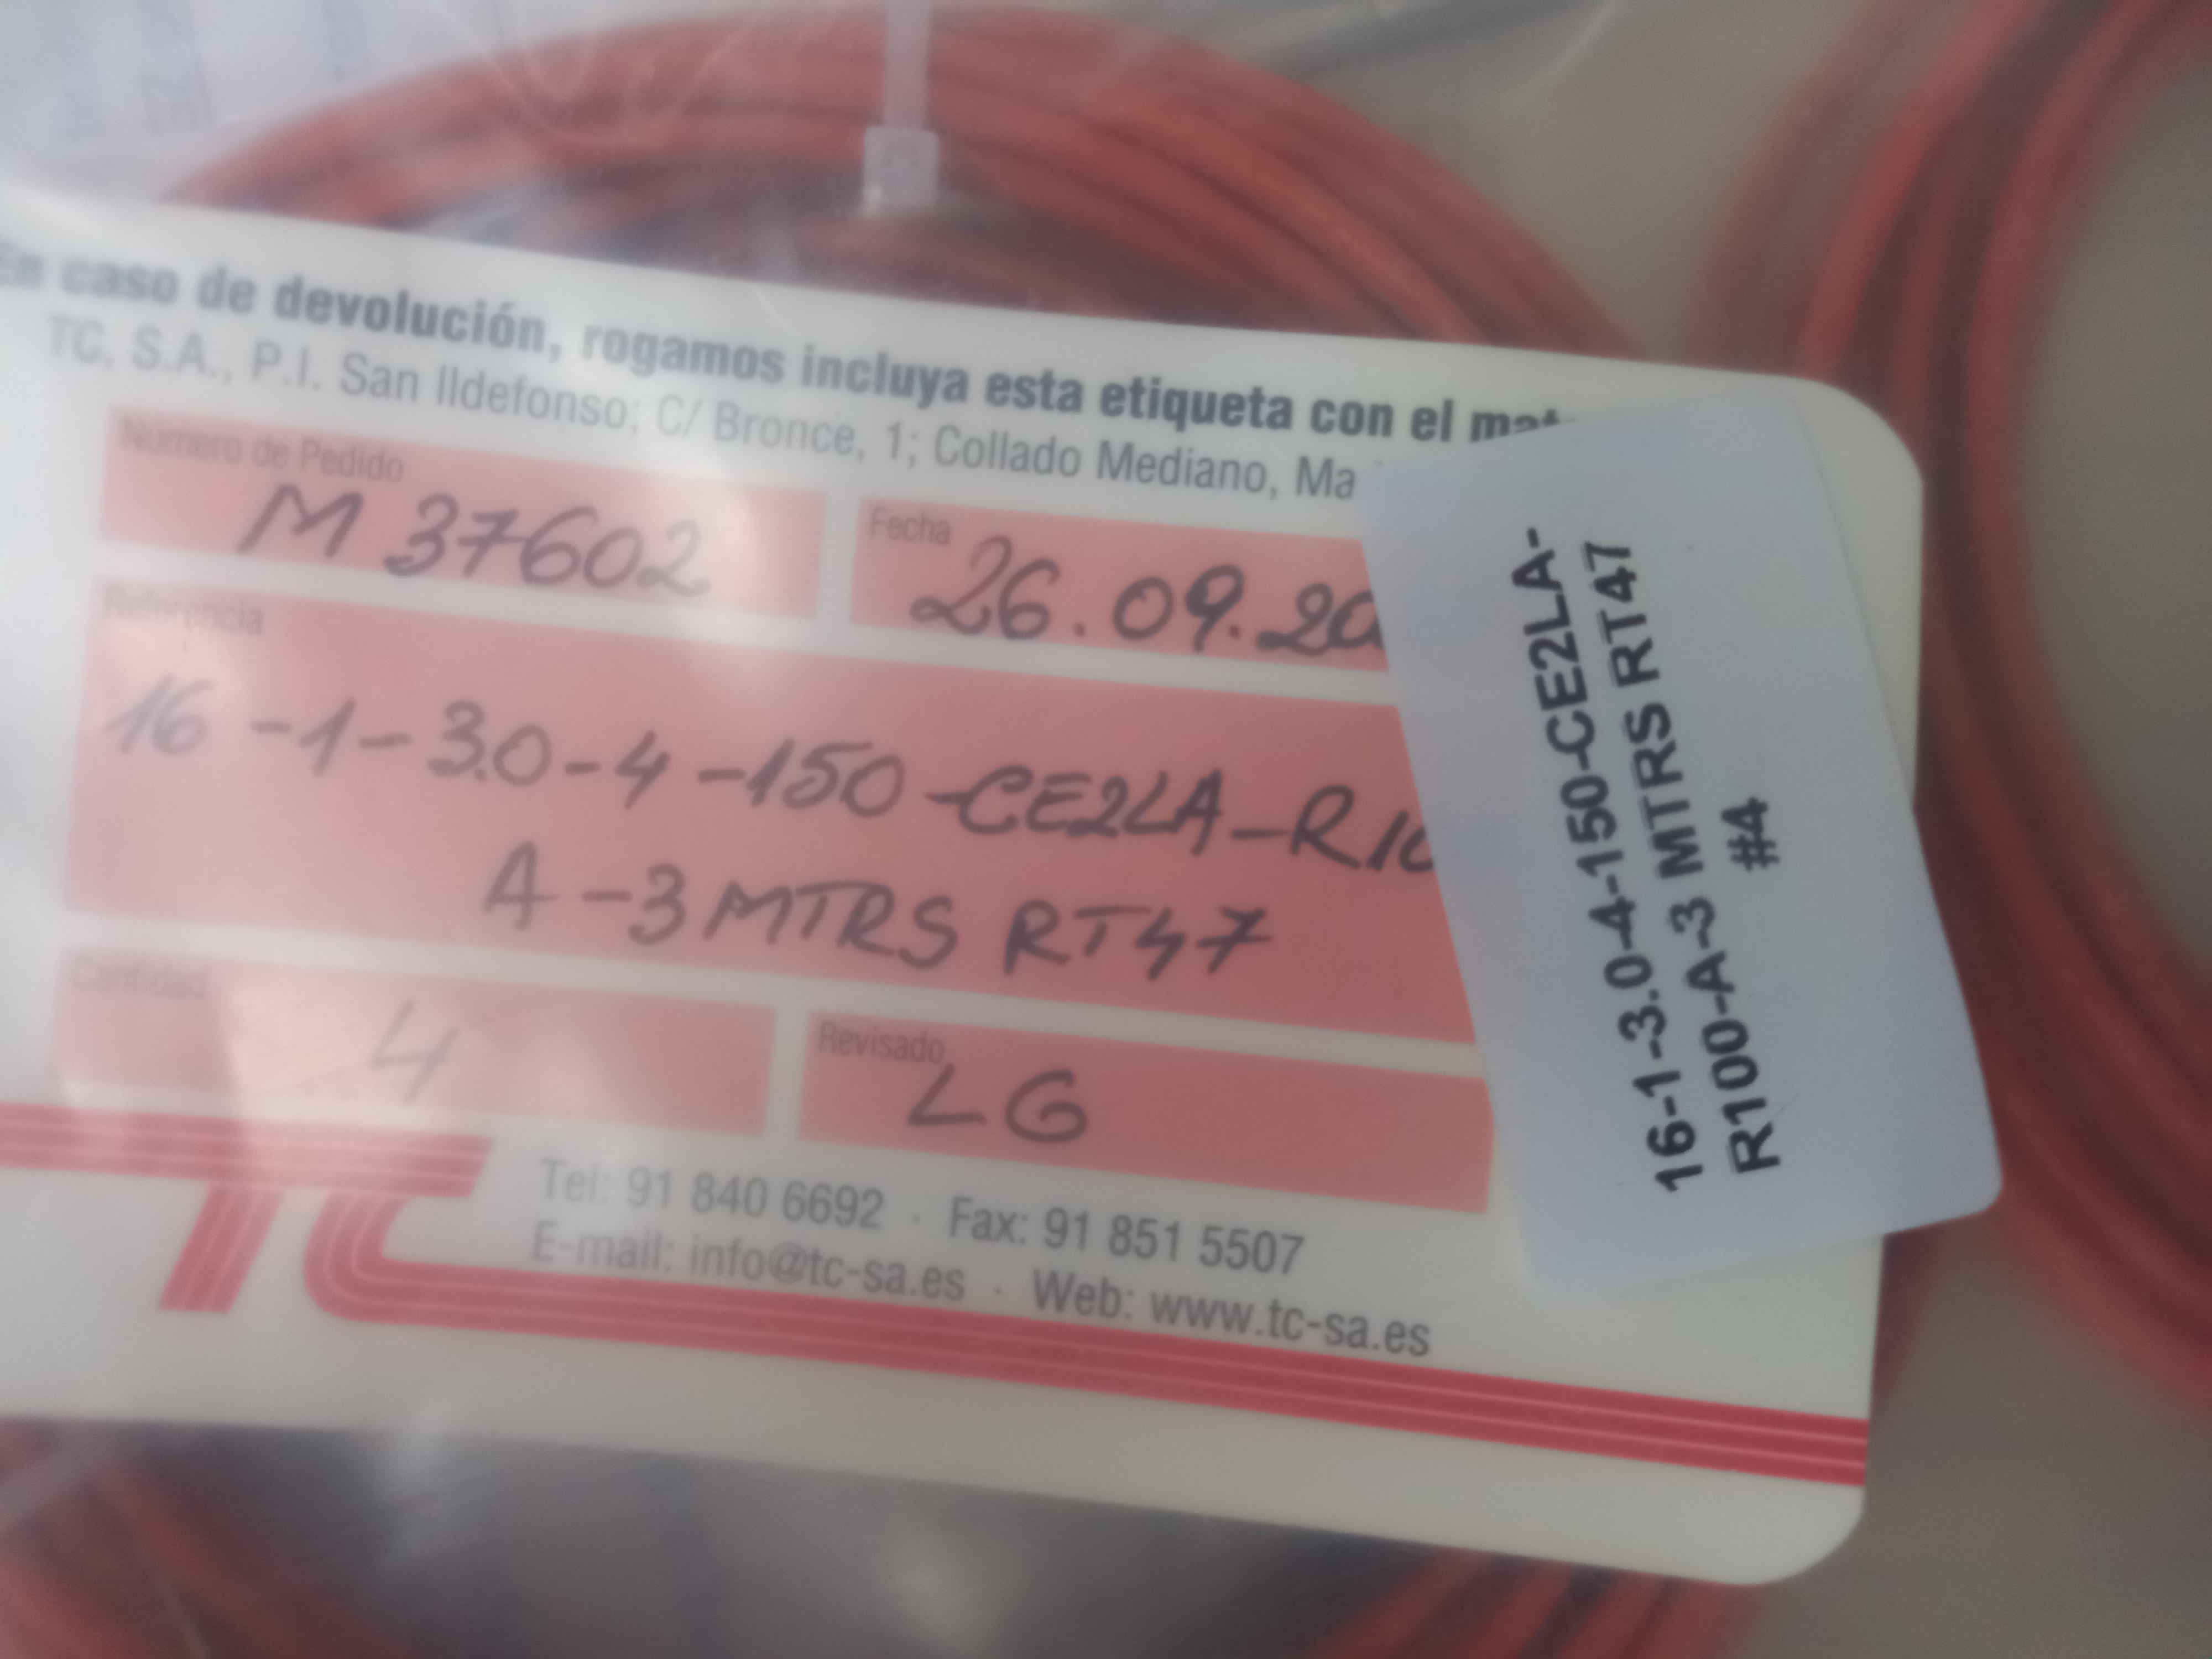 En caso de devolución, rogamos incluya esta etiqueta con el
TC, S.A., P.I. San Ildefonso; C/ Bronce, 1; Collado Mediano,
Número de Pedido
M 37602
Fecha
26.09.20
Referencia
16-1-3.0-4-150-CE2LA-R10
A-3 MTRS RT47
Cantidad
4
Revisado
LG
TC
Tel: 91 840 6692 · Fax: 91 851 5507
E-mail: info@tc-sa.es · Web: www.tc-sa.es
16-1-3.0-4-150-CE2LA-
R100-A-3 MTRS RT47
#4